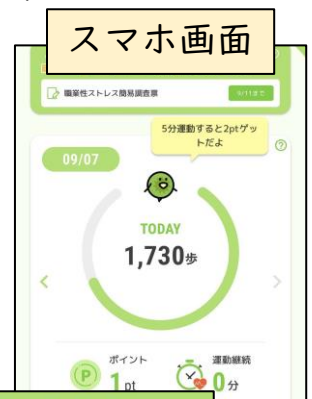 スマホ画面
職業性ストレス簡易調査票
9/11まで
5分運動すると2ptゲッ
トだよ
09/07
TODAY
1,730歩
ポイント
P 1 pt
運動継続
0 分